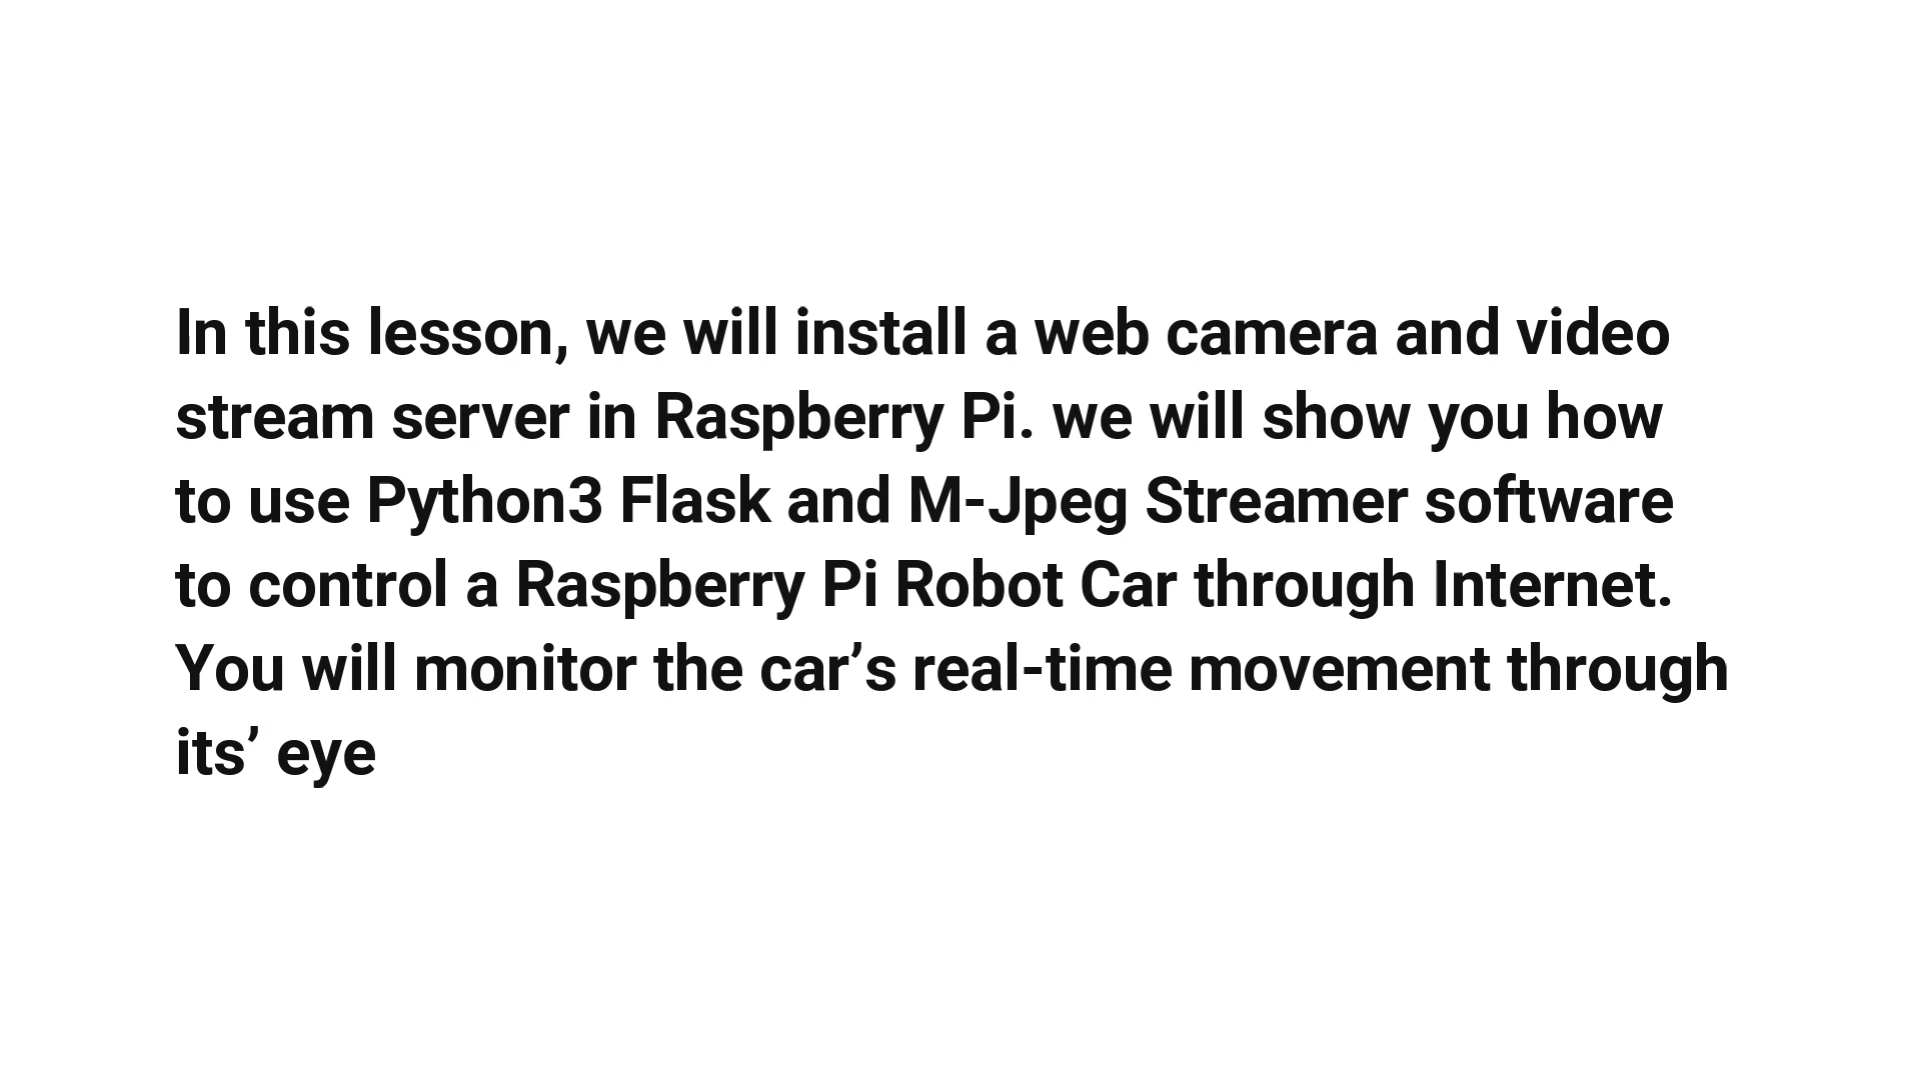 In this lesson, we will install a web camera and video
stream server in Raspberry Pi. we will show you how
to use Python3 Flask and M-Jpeg Streamer software
to control a Raspberry Pi Robot Car through Internet.
You will monitor the car’s real-time movement through
its’ eye